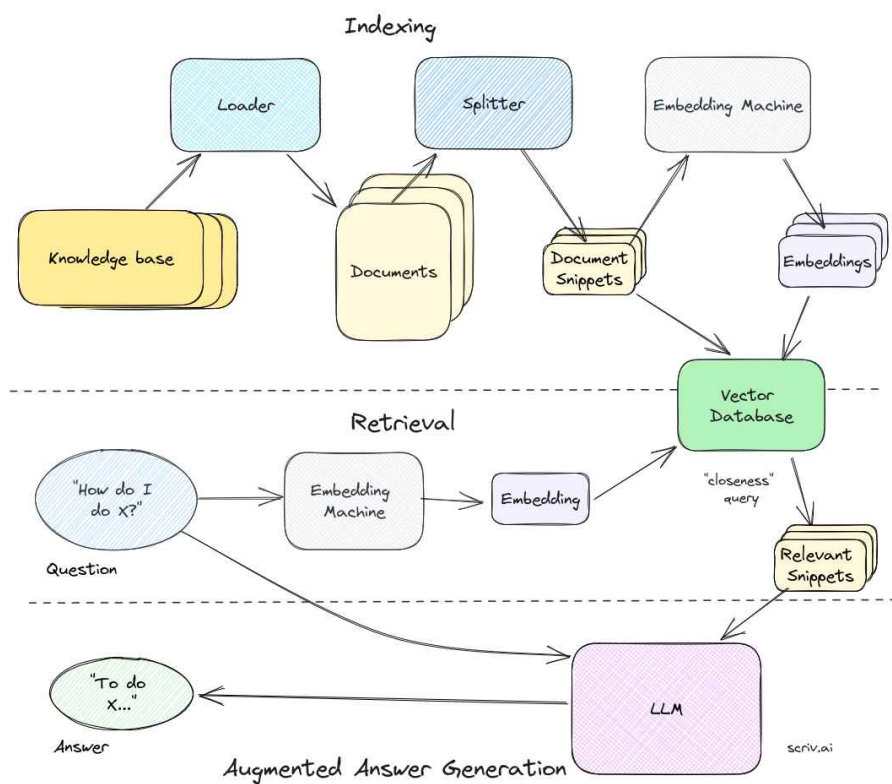 Indexing
Loader
Splitter
Embedding Machine
Knowledge base
Documents
Document
Snippets
Embeddings
Vector
Database
Retrieval
"How do I
do X?"
Embedding
Machine
Embedding
"closeness"
query
Question
Relevant
Snippets
"To do
X..."
LLM
Answer
scriv.ai
Augmented Answer Generation